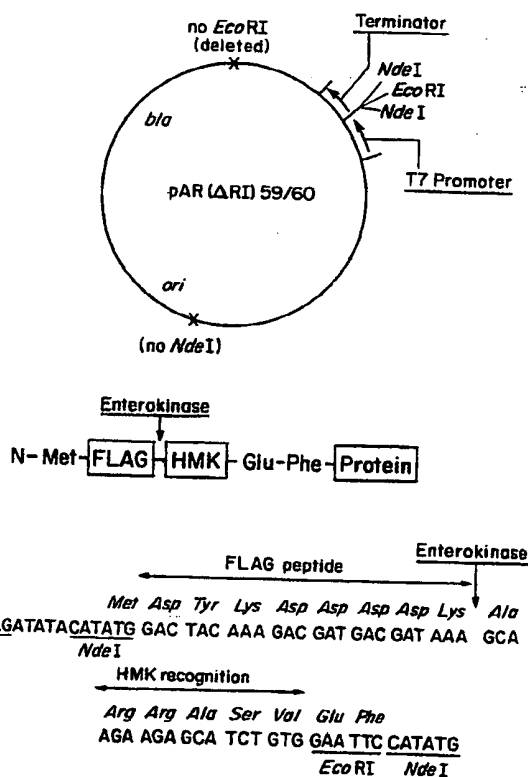 no EcoRI
(deleted)
Terminator
NdeI
EcoRI
NdeI
bla
pAR (ΔRI) 59/60
T7 Promoter
ori
(no NdeI)
Enterokinase
N-Met-FLAG-HMK-Glu-Phe-Protein
Enterokinase
FLAG peptide
Met Asp Tyr Lys Asp Asp Asp Asp Lys Ala
AGATATACATATG GAC TAC AAA GAC GAT GAC GAT AAA GCA
NdeI
HMK recognition
Arg Arg Ala Ser Val Glu Phe
AGA AGA GCA TCT GTG GAA TTC CATATG
EcoRI NdeI